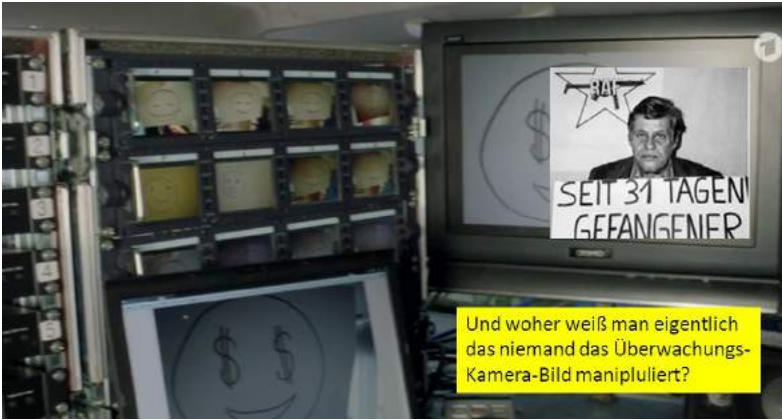 RAF
SEIT 31 TAGEN
GEFANGENER
1
2
3
4
5
$
$ $
Und woher weiß man eigentlich
das niemand das Überwachungs-
Kamera-Bild manipluliert?